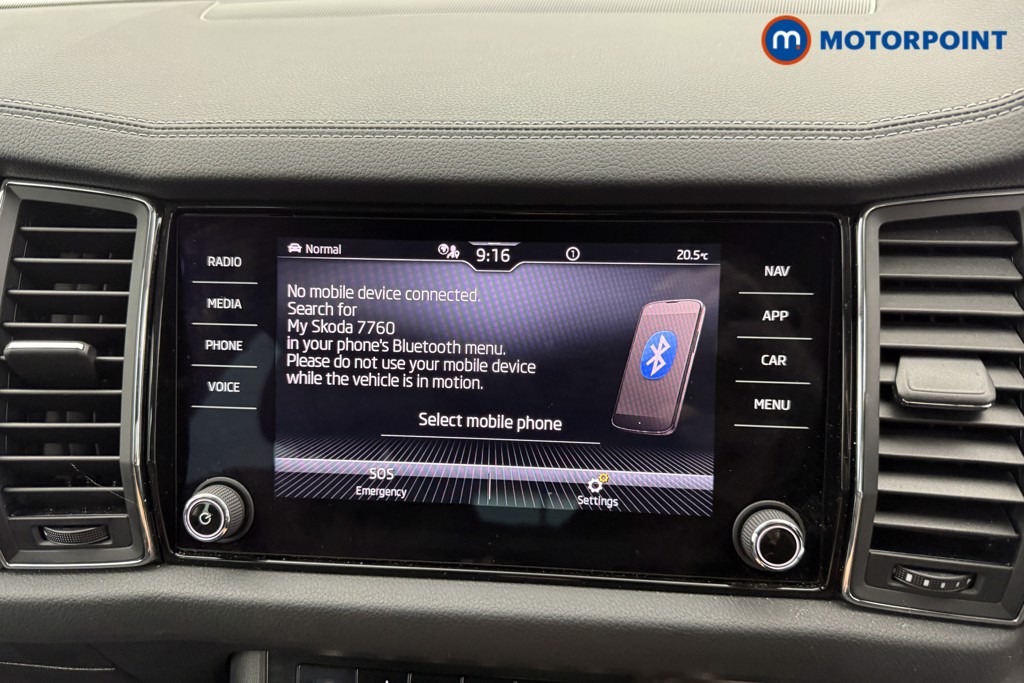 m MOTORPOINT
RADIO
MEDIA
PHONE
VOICE
Normal
9:16
1
20.5°C
No mobile device connected.
Search for
My Skoda 7760
in your phone's Bluetooth menu.
Please do not use your mobile device
while the vehicle is in motion.
Select mobile phone
SOS
Emergency
Settings
NAV
APP
CAR
MENU